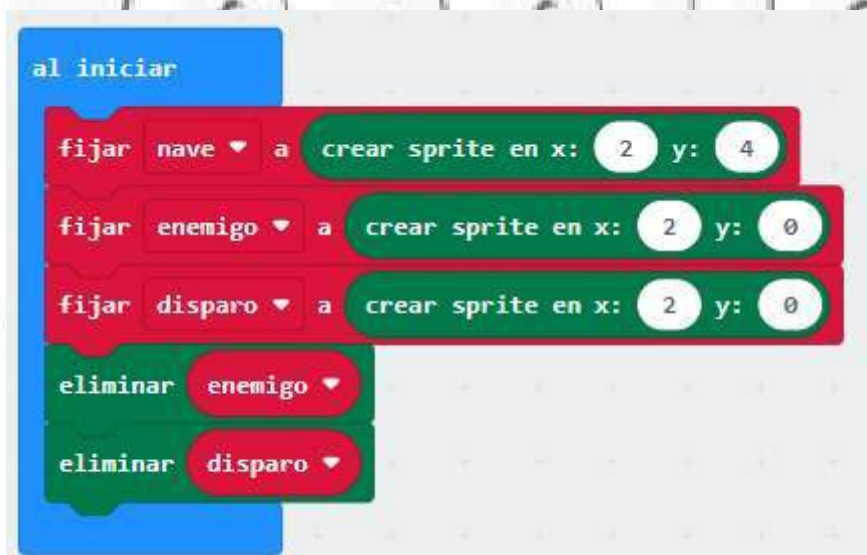 al iniciar
fijar nave a crear sprite en x: 2 y: 4
fijar enemigo a crear sprite en x: 2 y: 0
fijar disparo a crear sprite en x: 2 y: 0
eliminar enemigo
eliminar disparo